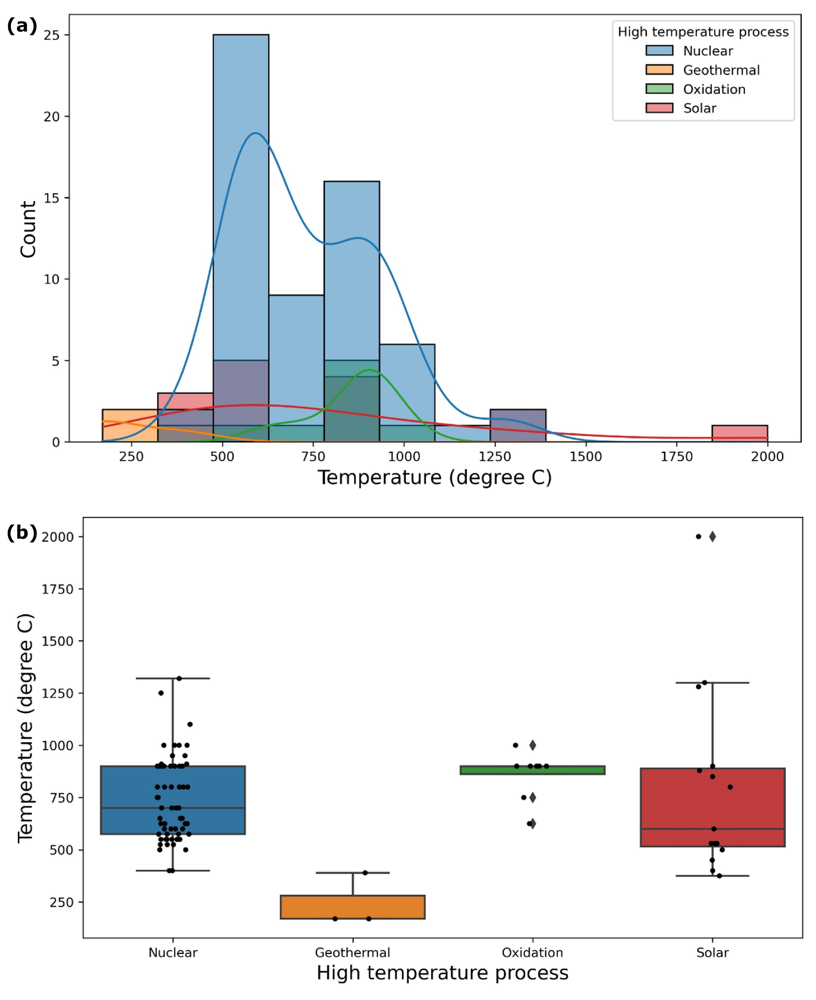 (a)
25
20
15
10
5
0
Count
High temperature process
Nuclear
Geothermal
Oxidation
Solar
250 500 750 1000 1250 1500 1750 2000
Temperature (degree C)
(b)
2000
1750
1500
1250
1000
750
500
250
Temperature (degree C)
Nuclear Geothermal Oxidation Solar
High temperature process